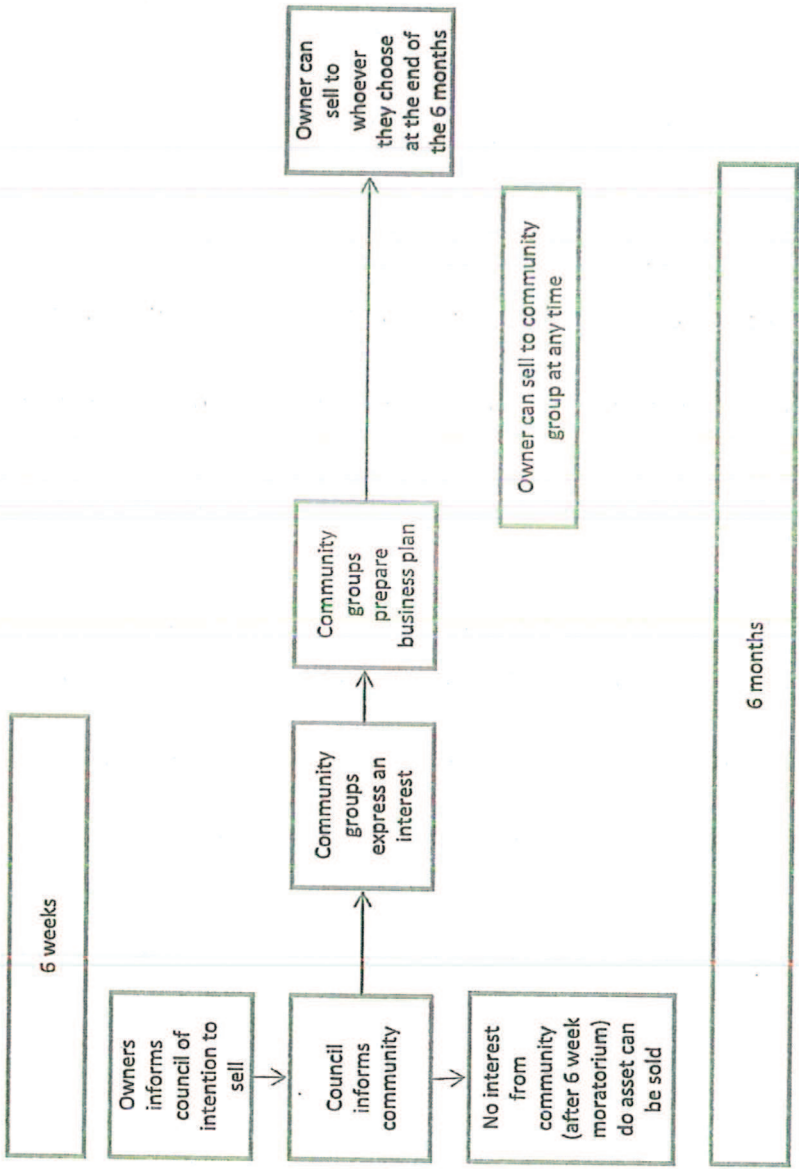 6 weeks
Owners
informs
council of
intention to
sell
Council
informs
community
No interest
from
community
(after 6 week
moratorium)
do asset can
be sold
Community
groups
express an
interest
Community
groups
prepare
business plan
Owner can
sell to
whoever
they choose
at the end of
the 6 months
Owner can sell to community
group at any time
6 months